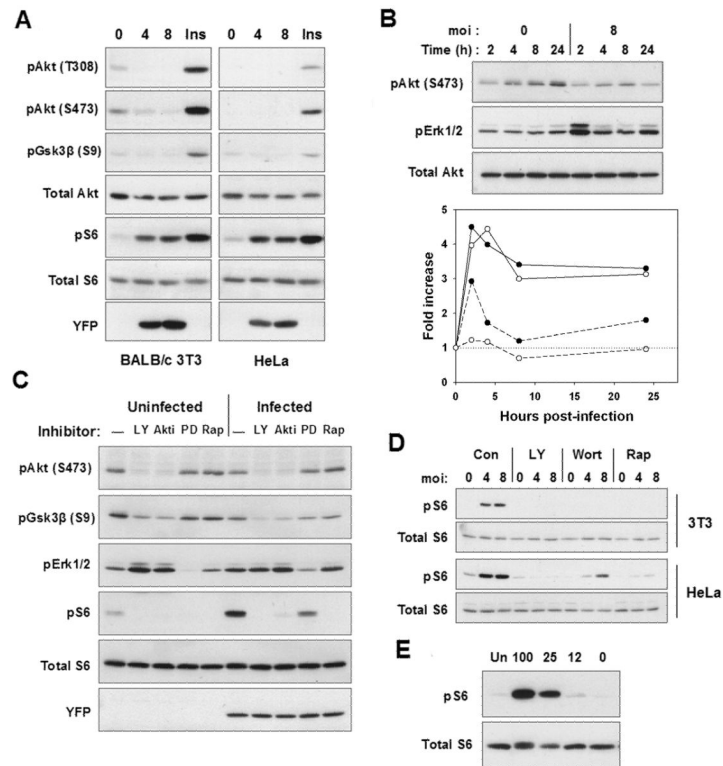 A
0 4 8 Ins 0 4 8 Ins
pAkt (T308)
pAkt (S473)
pGsk3β (S9)
Total Akt
pS6
Total S6
YFP
BALB/c 3T3 HeLa
B
moi : 0 8
Time (h) : 2 4 8 24 2 4 8 24
pAkt (S473)
pErk1/2
Total Akt
Fold increase
5
4
3
2
1
0
0 5 10 15 20 25
Hours post-infection
C
Uninfected Infected
Inhibitor: — LY Akti PD Rap — LY Akti PD Rap
pAkt (S473)
pGsk3β (S9)
pErk1/2
pS6
Total S6
YFP
D
Con LY Wort Rap
moi: 0 4 8 0 4 8 0 4 8 0 4 8
pS6
Total S6
3T3
pS6
Total S6
HeLa
E
Un 100 25 12 0
pS6
Total S6